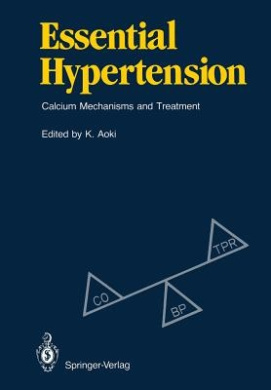 Essential
Hypertension
Calcium Mechanisms and Treatment
Edited by K. Aoki
TPR
CO
BP
Springer-Verlag